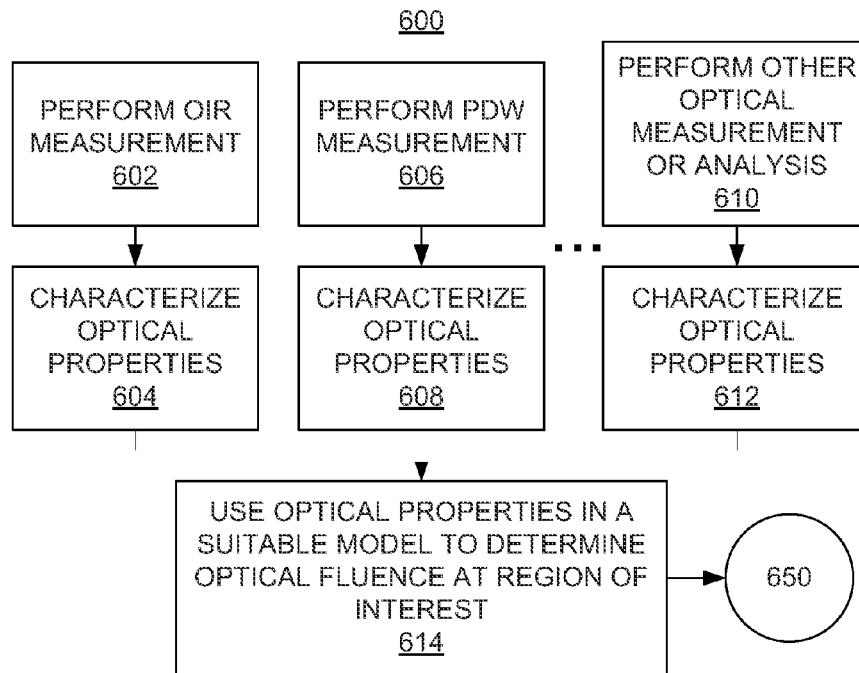 600
PERFORM OIR
MEASUREMENT
602
PERFORM PDW
MEASUREMENT
606
PERFORM OTHER
OPTICAL
MEASUREMENT
OR ANALYSIS
610
CHARACTERIZE
OPTICAL
PROPERTIES
604
CHARACTERIZE
OPTICAL
PROPERTIES
608
CHARACTERIZE
OPTICAL
PROPERTIES
612
USE OPTICAL PROPERTIES IN A
SUITABLE MODEL TO DETERMINE
OPTICAL FLUENCE AT REGION OF
INTEREST
614
650